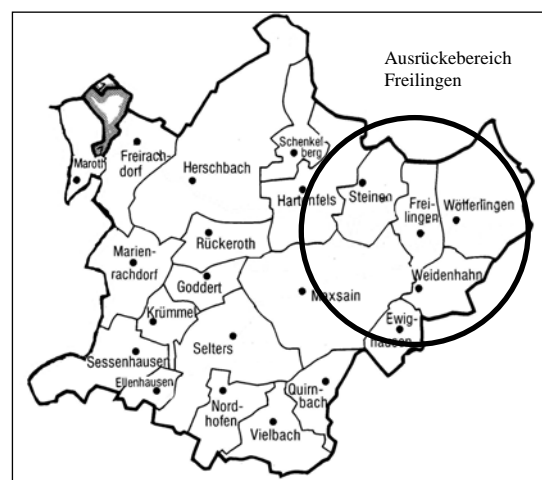 Ausrückebereich
Freilingen
Schenkel-
berg
Maroth
Freirach-
dorf
Herschbach
Hartenfels
Steinen
Frei-
lingen
Wölferlingen
Rückeroth
Marien-
rachdorf
Goddert
Weidenhahn
Maxsain
Krümmel
Ewig-
hausen
Selters
Sessenhausen
Ellenhausen
Nord-
hofen
Quirn-
bach
Vielbach